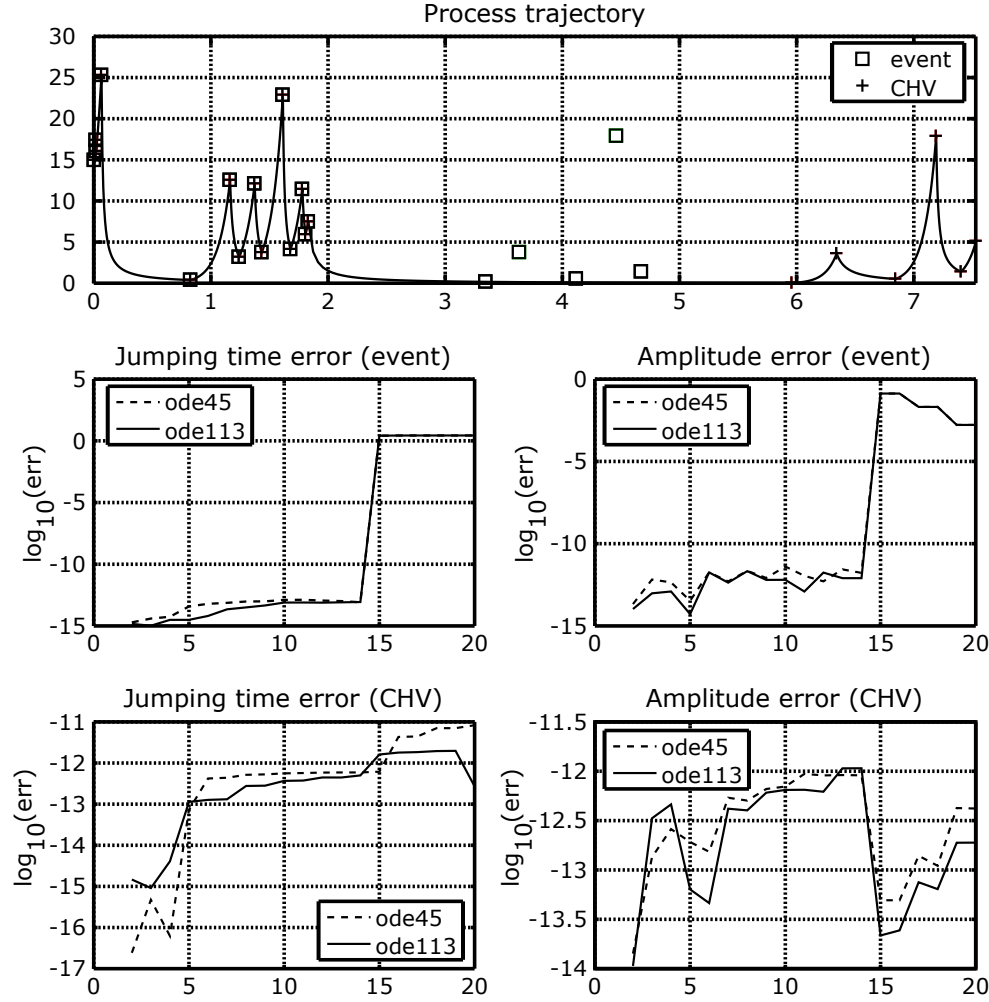 Process trajectory
30
25
20
15
10
5
0
0 1 2 3 4 5 6 7
event
CHV
Jumping time error (event)
log10(err)
5
0
-5
-10
-15
0 5 10 15 20
ode45
ode113
Amplitude error (event)
log10(err)
0
-5
-10
-15
0 5 10 15 20
ode45
ode113
Jumping time error (CHV)
log10(err)
-11
-12
-13
-14
-15
-16
-17
0 5 10 15 20
ode45
ode113
Amplitude error (CHV)
log10(err)
-11.5
-12
-12.5
-13
-13.5
-14
0 5 10 15 20
ode45
ode113